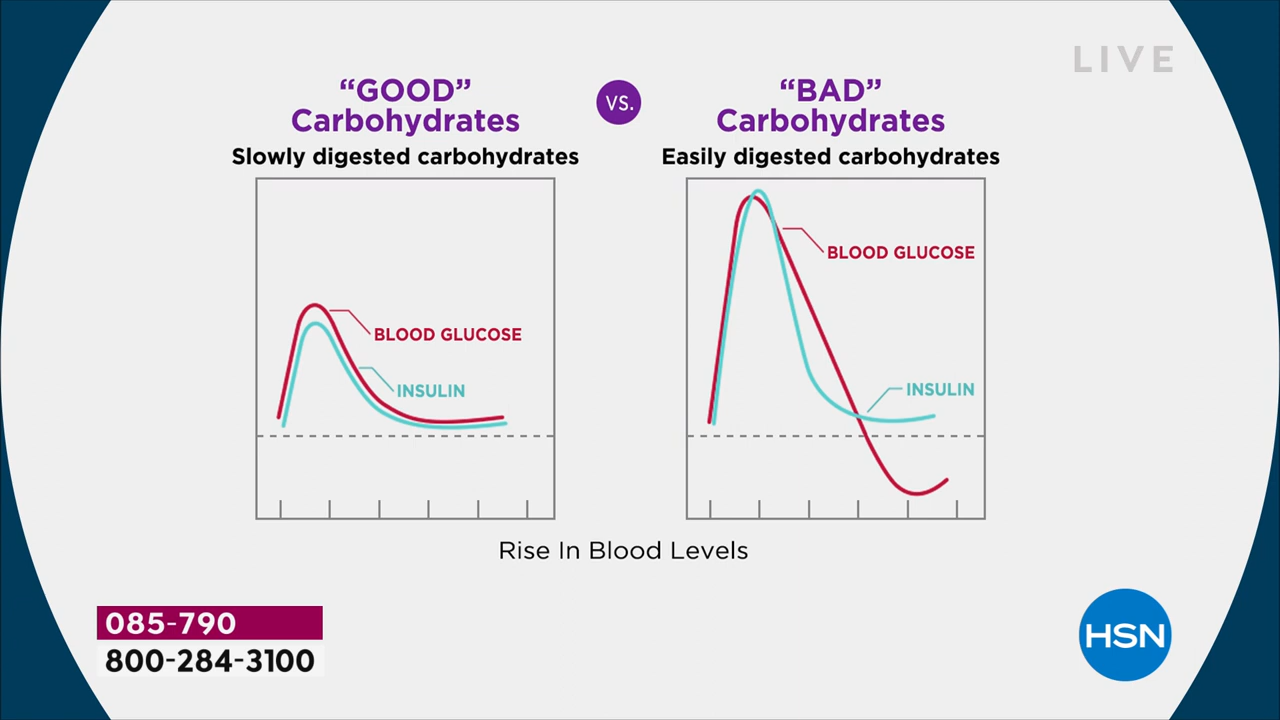 LIVE
“GOOD”
Carbohydrates
Slowly digested carbohydrates
VS.
“BAD”
Carbohydrates
Easily digested carbohydrates
BLOOD GLUCOSE
INSULIN
BLOOD GLUCOSE
INSULIN
Rise In Blood Levels
085-790
800-284-3100
HSN